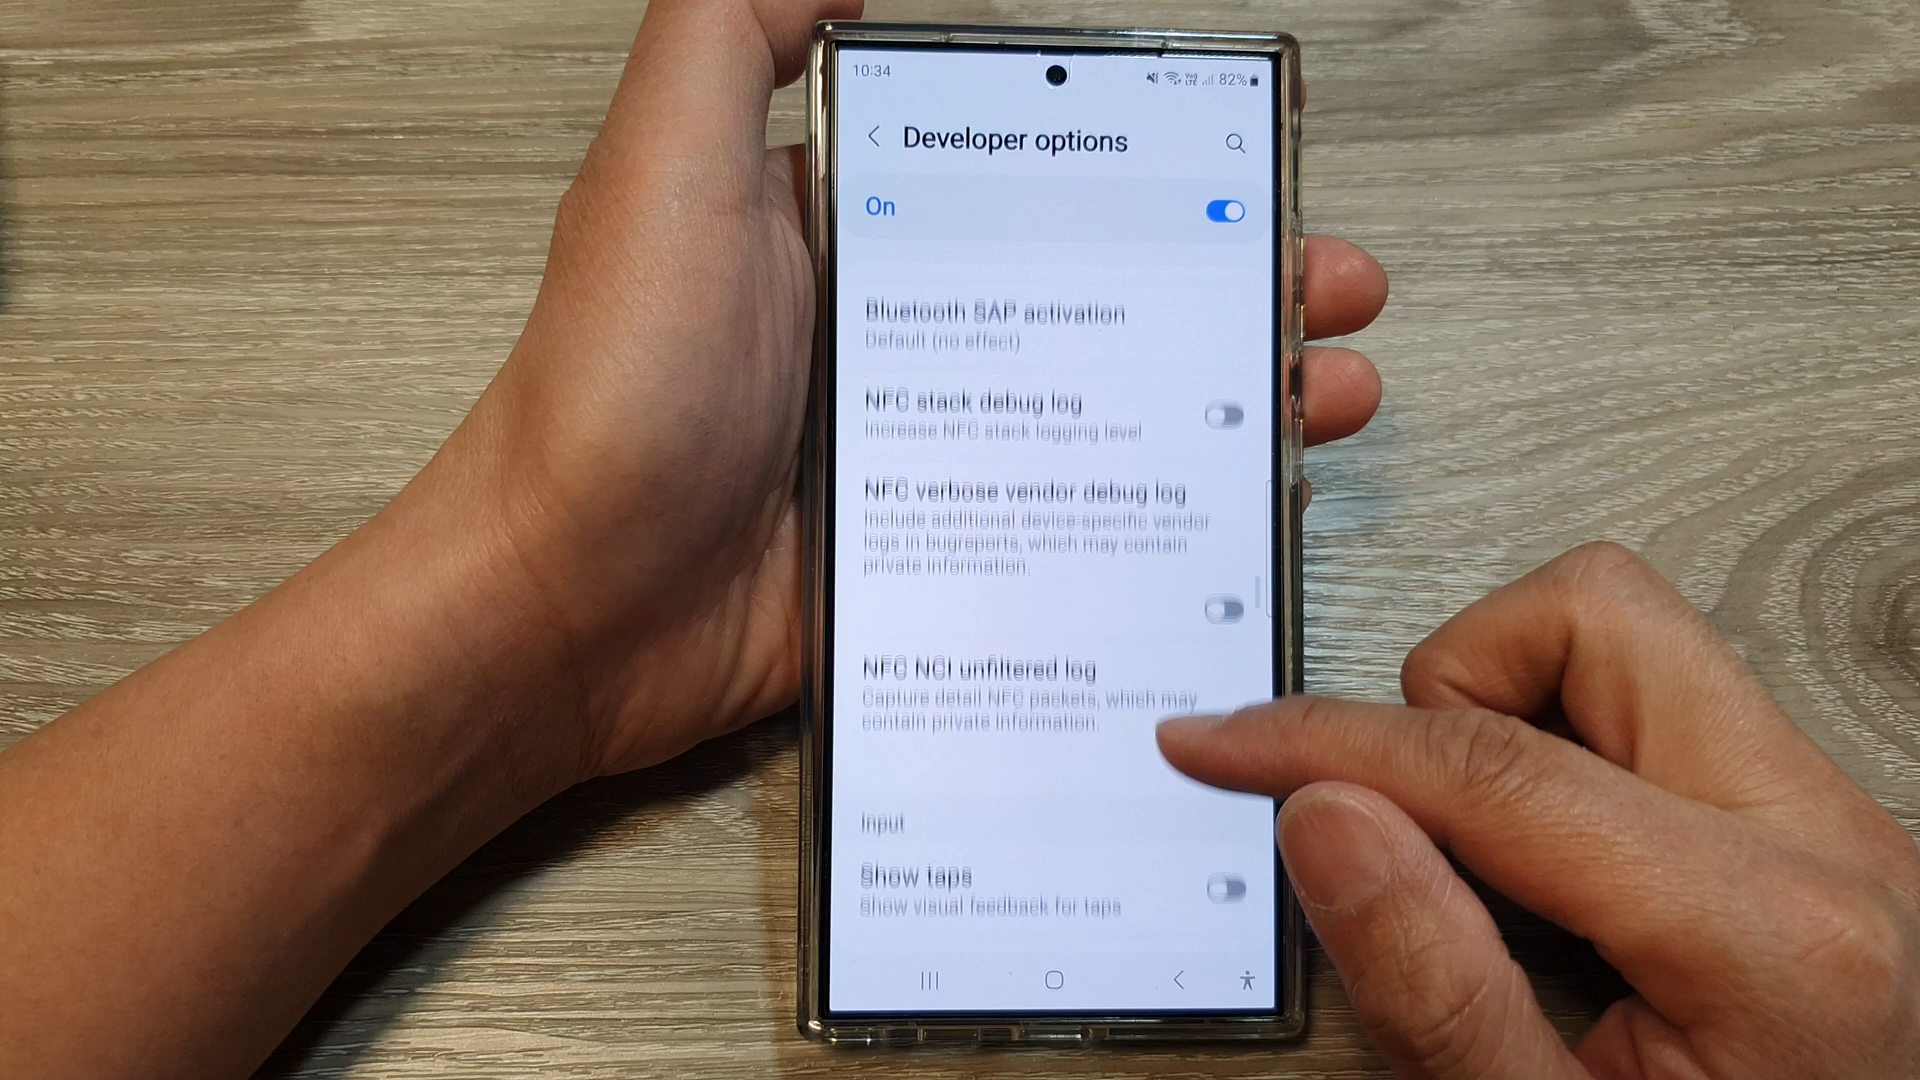 10:34
Vo)
LTE
82%
Developer options
On
Bluetooth SAP activation
Default (no effect)
NFC stack debug log
Increase NFC stack logging level
NFC verbose vendor debug log
Include additional device-specific vendor
logs in bugreports, which may contain
private information.
NFC NCI unfiltered log
Capture detail NFC packets, which may
contain private information.
Input
Show taps
Show visual feedback for taps